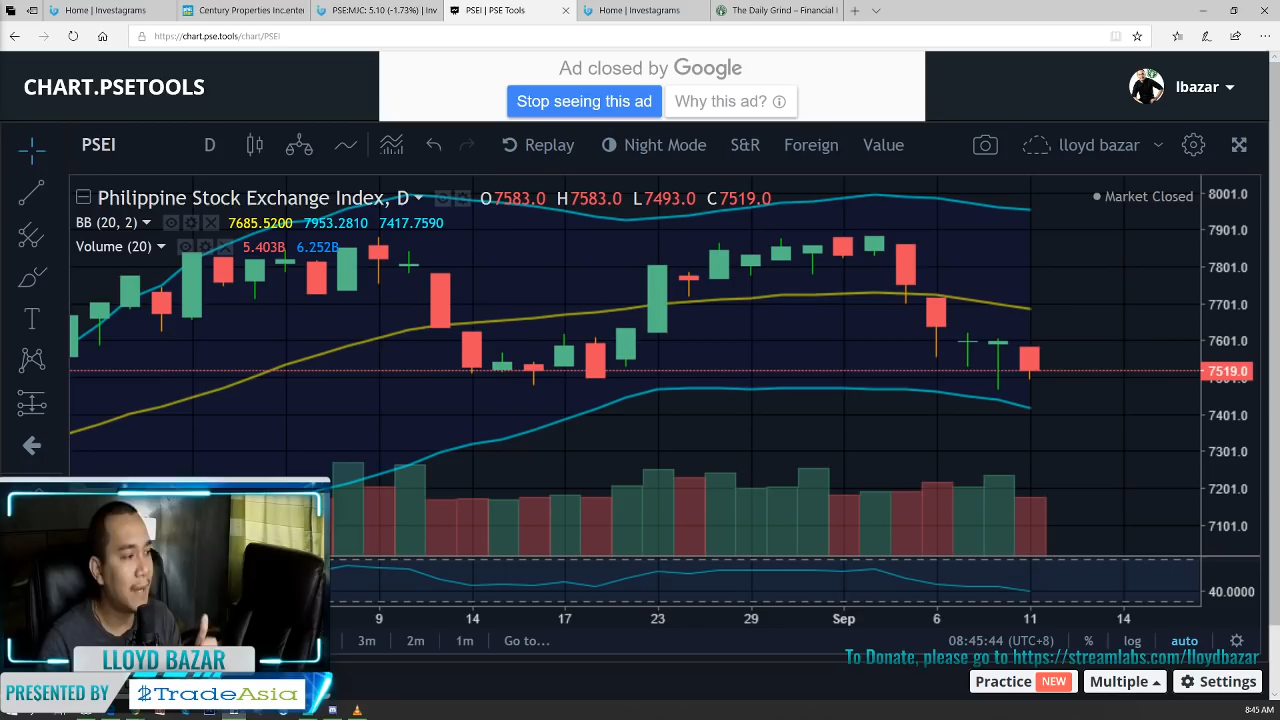 Home | Investagrams
Century Properties Inc.enter
PSE:MJC: 5.10 (-1.73%) | Inv
PSEI | PSE Tools
Home | Investagrams
The Daily Grind – Financial I
https://chart.pse.tools/chart/PSEI
CHART.PSETOOLS
Ad closed by Google
Stop seeing this ad
Why this ad?
lbazar
PSEI
D
Replay
Night Mode
S&R
Foreign
Value
lloyd bazar
Philippine Stock Exchange Index, D
O7583.0 H7583.0 L7493.0 C7519.0
Market Closed
BB (20, 2)
7685.5200 7953.2810 7417.7590
Volume (20)
5.403B 6.252B
8001.0
7901.0
7801.0
7701.0
7601.0
7519.0
7401.0
7301.0
7201.0
7101.0
40.0000
9 14 17 23 29 Sep 6 11 14
3m 2m 1m Go to...
08:45:44 (UTC+8) % log auto
To Donate, please go to https://streamlabs.com/lloydbazar
LLOYD BAZAR
PRESENTED BY
TradeAsia
Practice NEW
Multiple
Settings
8:45 AM